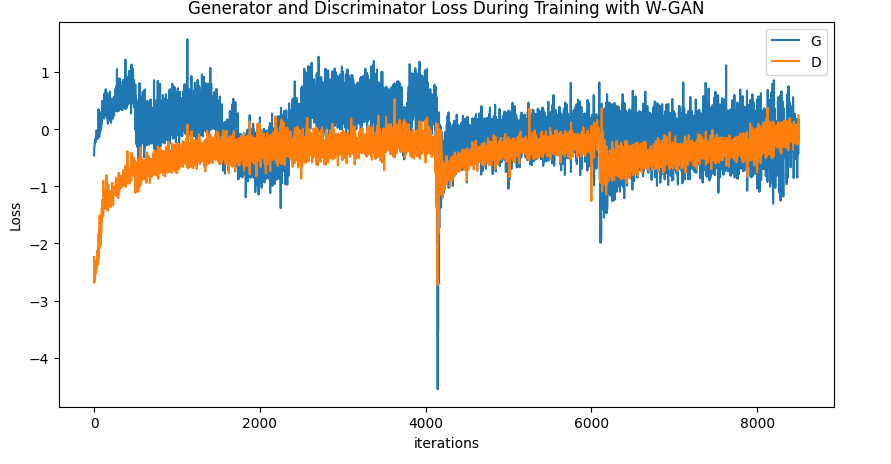 Generator and Discriminator Loss During Training with W-GAN
G
D
1
0
−1
−2
−3
−4
Loss
0 2000 4000 6000 8000
iterations